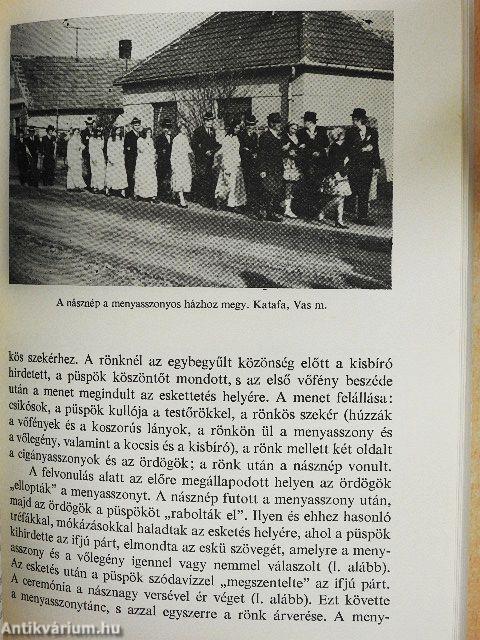 A násznép a menyasszonyos házhoz megy. Katafa, Vas m.
kös szekérhez. A rönknél az egybegyűlt közönség előtt a kisbíró
hirdetett, a püspök köszöntőt mondott, s az első vőfény beszéde
után a menet megindult az eskettetés helyére. A menet felállása:
csikósok, a püspök kullója a testőrökkel, a rönkös szekér (húzzák
a vőfények és a koszorús lányok, a rönkön ül a menyasszony és
a vőlegény, valamint a kocsis és a kisbíró), a rönk mellett két oldalt
a cigányasszonyok és az ördögök; a rönk után a násznép vonult.
A felvonulás alatt az előre megállapodott helyen az ördögök
„ellopták” a menyasszonyt. A násznép futott a menyasszony után,
majd az ördögök a püspököt „rabolták el”. Ilyen és ehhez hasonló
tréfákkal, mókázásokkal haladtak az esketés helyére, ahol a püspök
kihirdette az ifjú párt, elmondta az eskü szövegét, amelyre a meny-
asszony és a vőlegény igennel vagy nemmel válaszolt (l. alább).
Az esketés után a püspök szódavízzel „megszentelte” az ifjú párt.
A ceremónia a násznagy versével ér véget (l. alább). Ezt követte
a menyasszonytánc, s azzal egyszerre a rönk árverése. A meny-
Antikvárium.hu